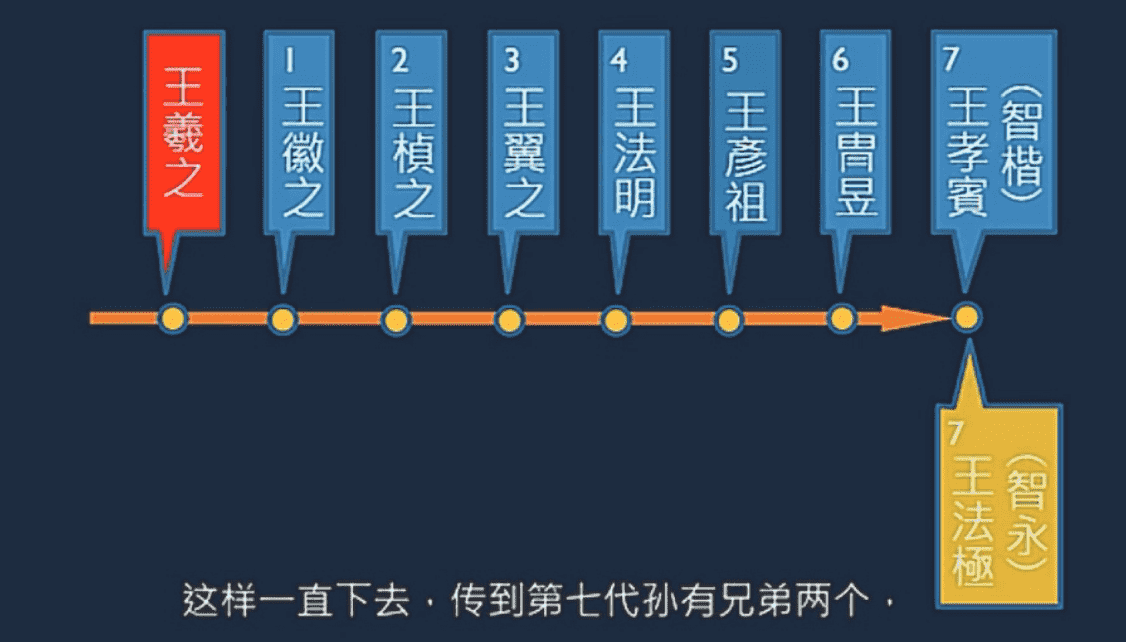 王羲之
1
王徽之
2
王楨之
3
王翼之
4
王法明
5
王彥祖
6
王冑昱
7
(智楷)
王孝賓
7
(智永)
王法極
这样一直下去，传到第七代孙有兄弟两个，